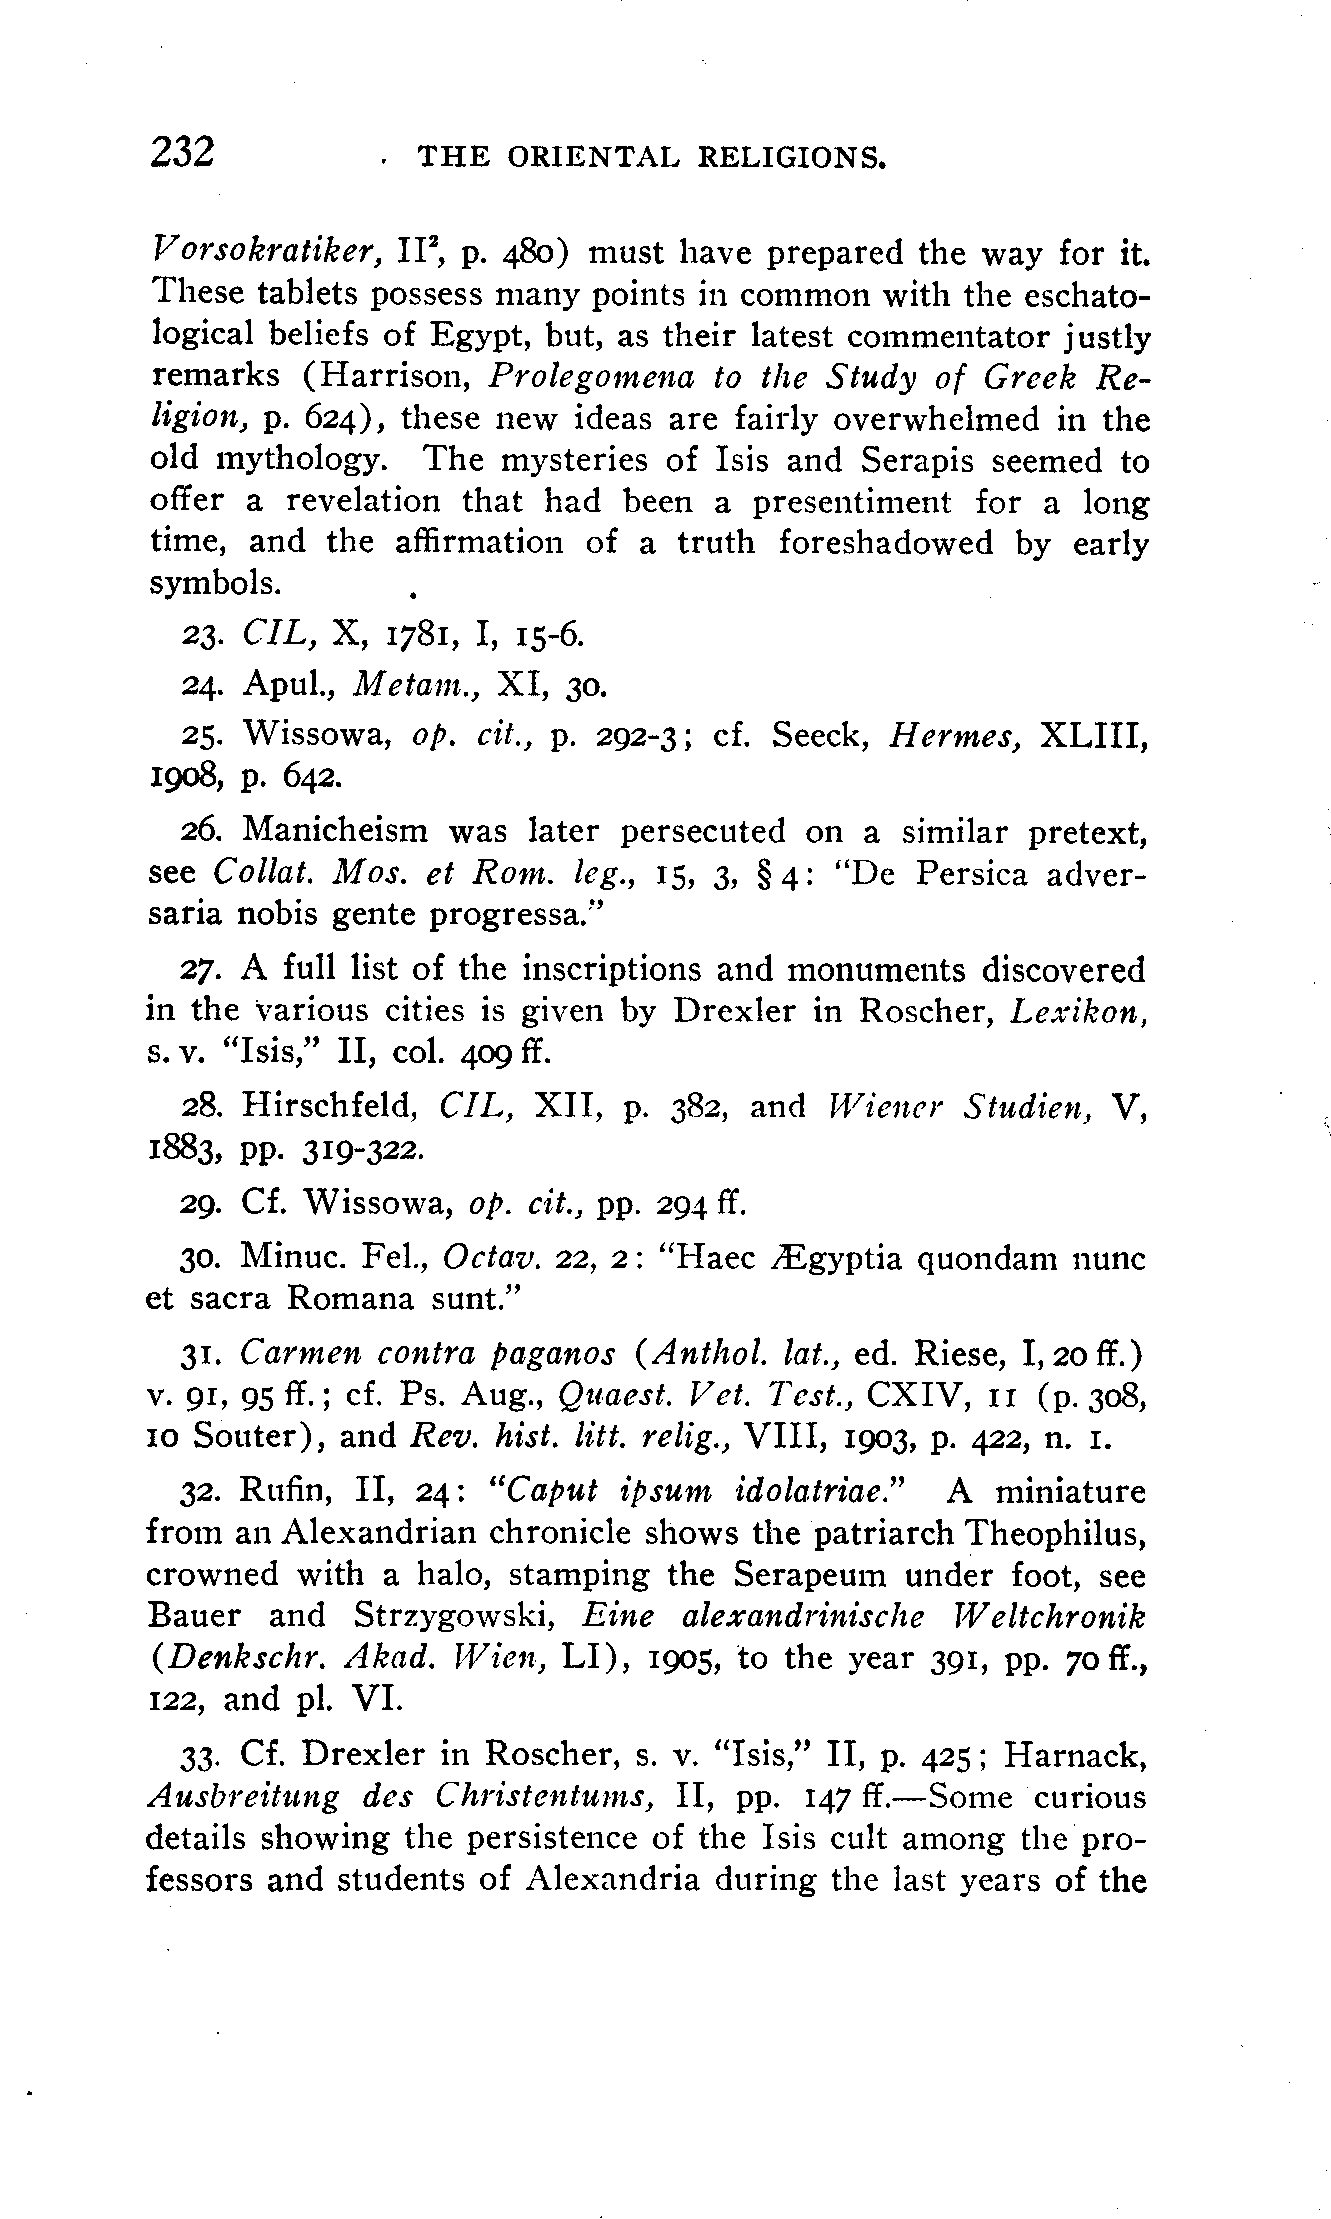 232 THE ORIENTAL RELIGIONS.
Vorsokratiker, II², p. 480) must have prepared the way for it.
These tablets possess many points in common with the eschato-
logical beliefs of Egypt, but, as their latest commentator justly
remarks (Harrison, Prolegomena to the Study of Greek Re-
ligion, p. 624), these new ideas are fairly overwhelmed in the
old mythology. The mysteries of Isis and Serapis seemed to
offer a revelation that had been a presentiment for a long
time, and the affirmation of a truth foreshadowed by early
symbols.
23. CIL, X, 1781, I, 15-6.
24. Apul., Metam., XI, 30.
25. Wissowa, op. cit., p. 292-3; cf. Seeck, Hermes, XLIII,
1908, p. 642.
26. Manicheism was later persecuted on a similar pretext,
see Collat. Mos. et Rom. leg., 15, 3, § 4: "De Persica adver-
saria nobis gente progressa."
27. A full list of the inscriptions and monuments discovered
in the various cities is given by Drexler in Roscher, Lexikon,
s. v. "Isis," II, col. 409 ff.
28. Hirschfeld, CIL, XII, p. 382, and Wiener Studien, V,
1883, pp. 319-322.
29. Cf. Wissowa, op. cit., pp. 294 ff.
30. Minuc. Fel., Octav. 22, 2: "Haec Ægyptia quondam nunc
et sacra Romana sunt."
31. Carmen contra paganos (Anthol. lat., ed. Riese, I, 20 ff.)
v. 91, 95 ff.; cf. Ps. Aug., Quaest. Vet. Test., CXIV, 11 (p. 308,
10 Souter), and Rev. hist. litt. relig., VIII, 1903, p. 422, n. 1.
32. Rufin, II, 24: "Caput ipsum idolatriae." A miniature
from an Alexandrian chronicle shows the patriarch Theophilus,
crowned with a halo, stamping the Serapeum under foot, see
Bauer and Strzygowski, Eine alexandrinische Weltchronik
(Denkschr. Akad. Wien, LI), 1905, to the year 391, pp. 70 ff.,
122, and pl. VI.
33. Cf. Drexler in Roscher, s. v. "Isis," II, p. 425; Harnack,
Ausbreitung des Christentums, II, pp. 147 ff.—Some curious
details showing the persistence of the Isis cult among the pro-
fessors and students of Alexandria during the last years of the